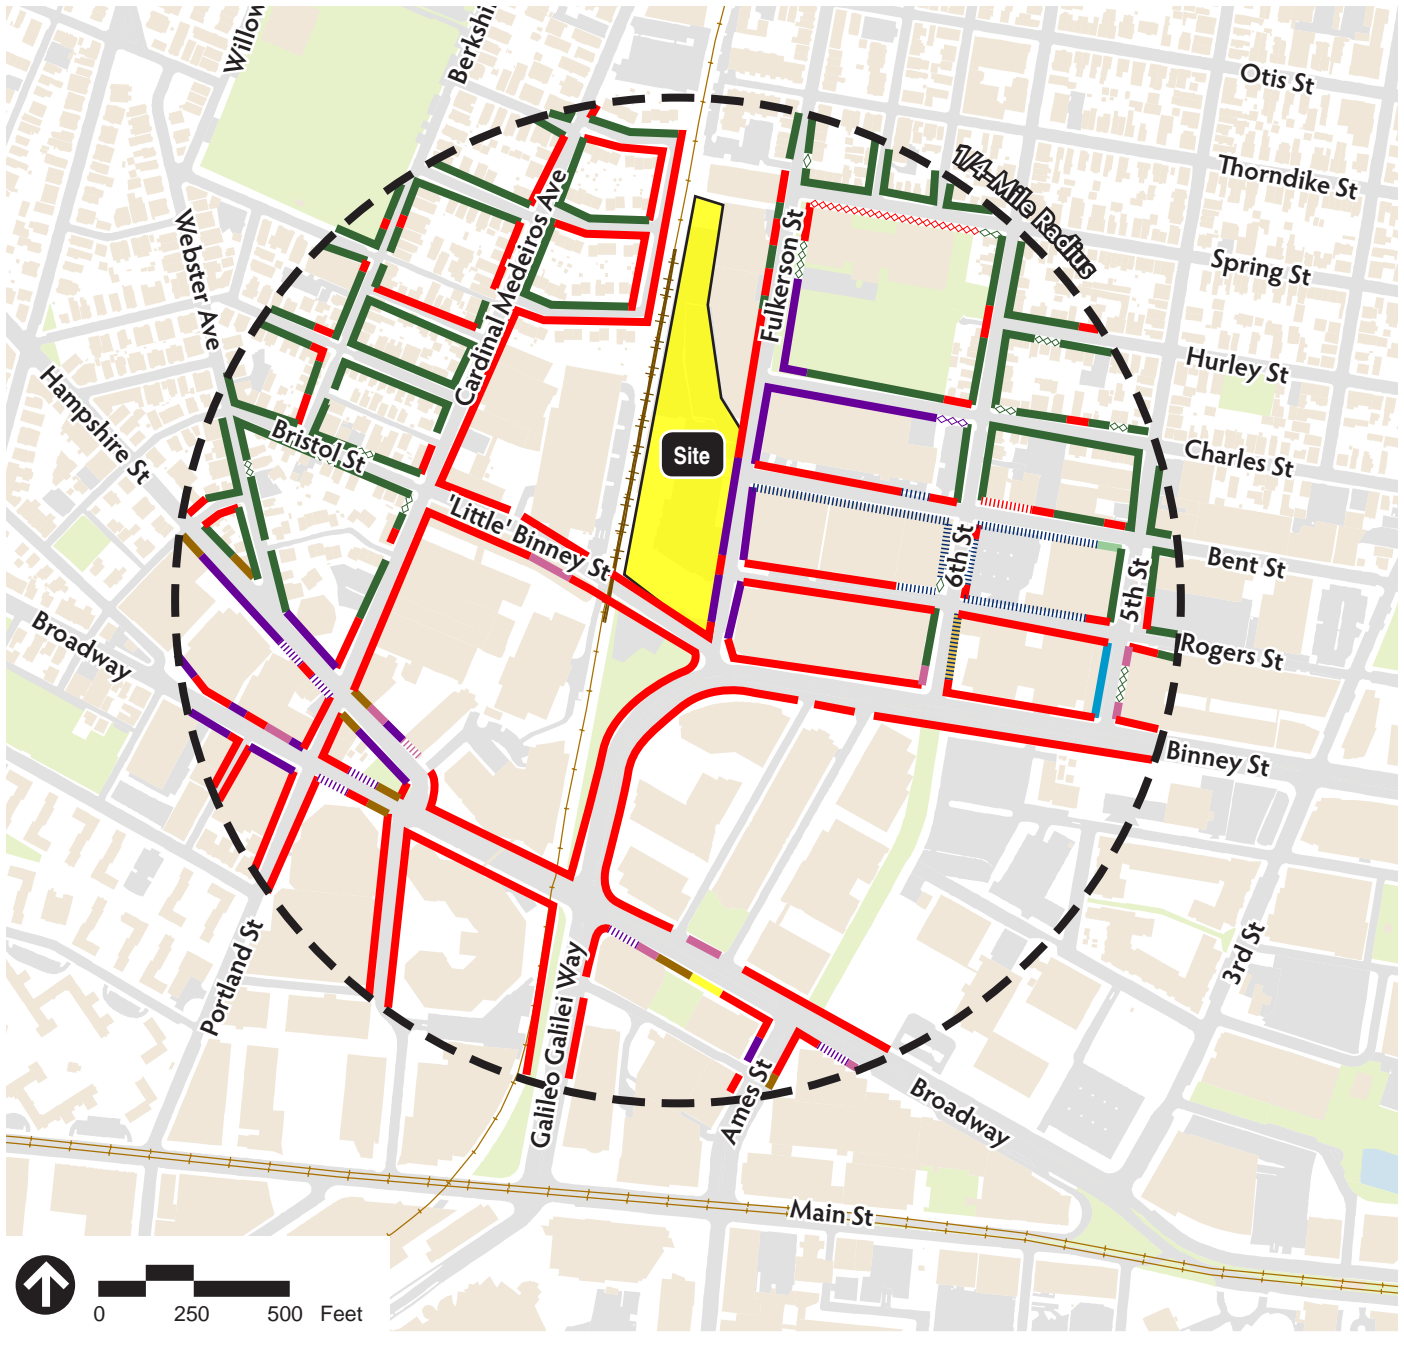 Willow
Berkshi
Otis St
1/4-Mile Radius
Thorndike St
Webster Ave
Cardinal Medeiros Ave
Fulkerson St
Spring St
Hurley St
Hampshire St
Bristol St
Site
Charles St
'Little' Binney St
6th St
Bent St
5th St
Broadway
Rogers St
Binney St
Portland St
3rd St
Galileo Galilei Way
Ames St
Broadway
Main St
0 250 500 Feet